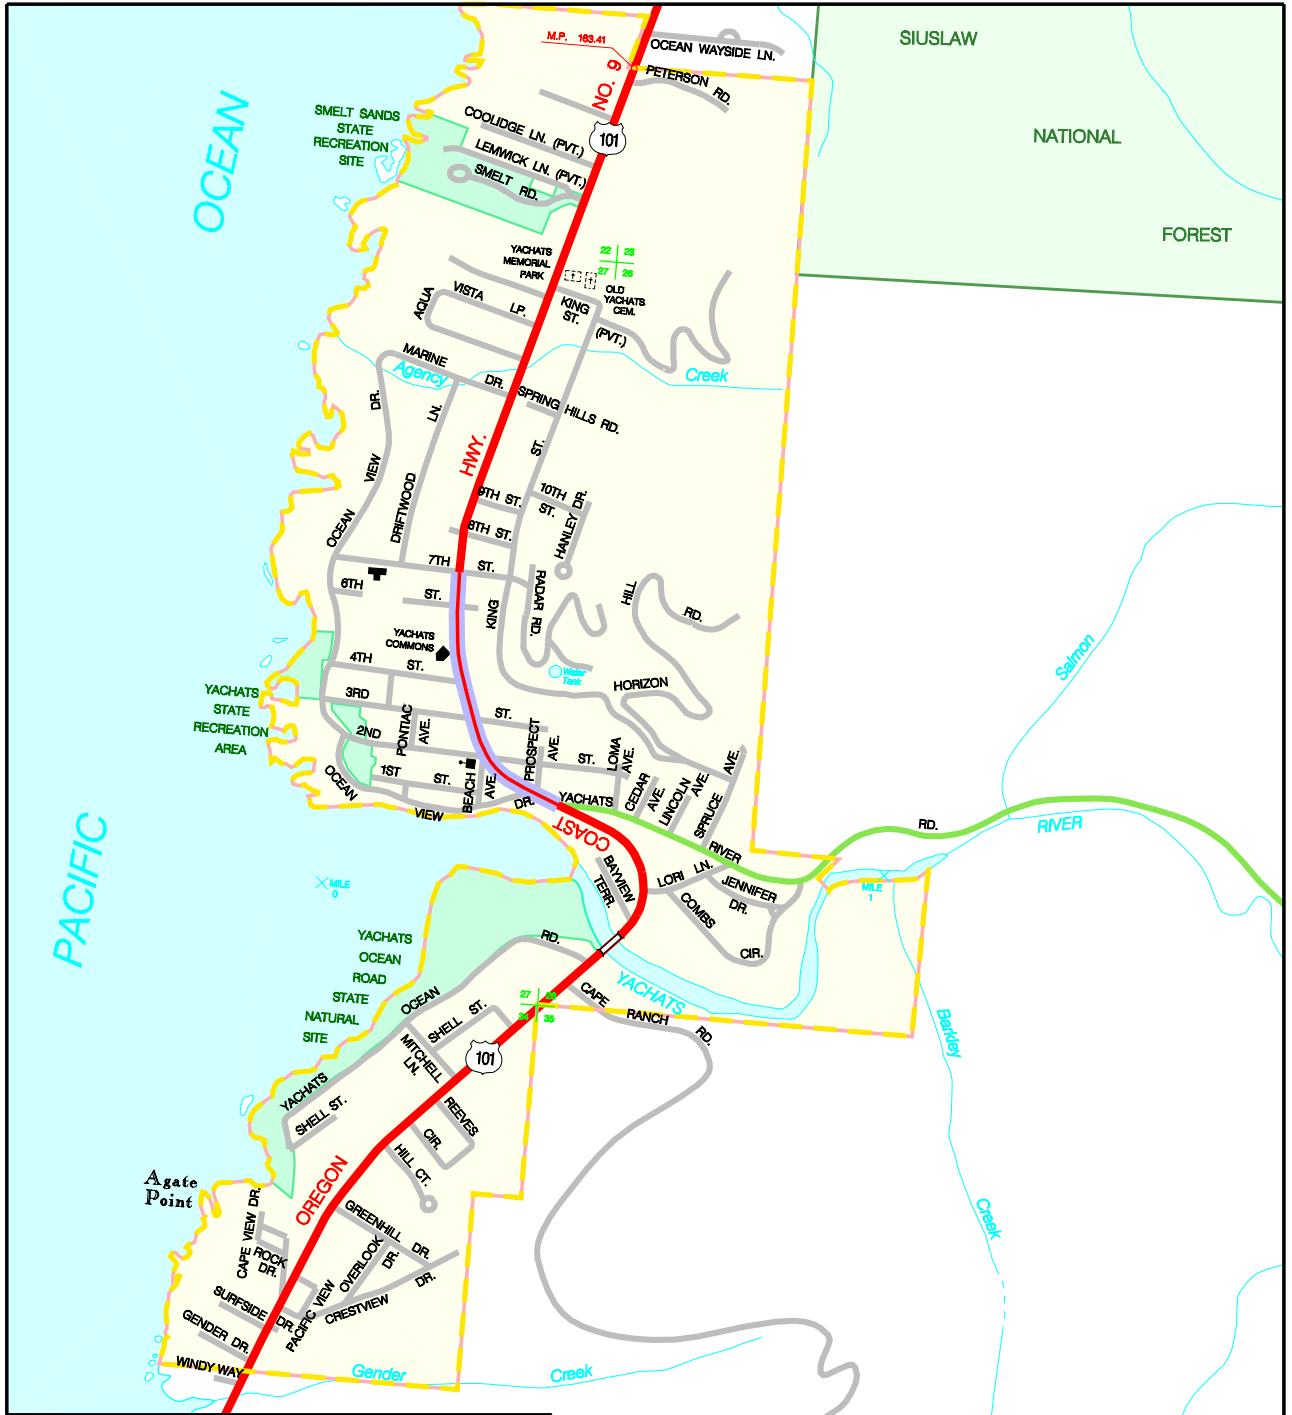 SIUSLAW
NATIONAL
FOREST
OCEAN
PACIFIC
M.P. 163.41
OCEAN WAYSIDE LN.
PETERSON RD.
NO. 9
101
SMELT SANDS
STATE
RECREATION
SITE
COOLIDGE LN. (PVT.)
LEMWICK LN. (PVT.)
SMELT RD.
YACHATS
MEMORIAL
PARK
22 23
27 26
OLD
YACHATS
CEM.
KING
ST.
(PVT.)
AQUA
VISTA
LP.
MARINE
DR.
Agency
Creek
SPRING HILLS RD.
DR.
LN.
HWY.
ST.
VIEW
DRIFTWOOD
OCEAN
9TH ST.
10TH
ST.
HANLEY DR.
8TH ST.
7TH
ST.
6TH
ST.
KING
RADAR RD.
HILL
RD.
YACHATS
COMMONS
4TH
ST.
Water
Tank
HORIZON
3RD
ST.
YACHATS
STATE
RECREATION
AREA
2ND
PONTIAC
AVE.
PROSPECT
AVE.
ST.
LOMA
AVE.
1ST
ST.
BEACH
AVE.
CEDAR
AVE.
LINCOLN
AVE.
SPRUCE
AVE.
OCEAN
VIEW
DR.
YACHATS
RIVER
RD.
COAST
Salmon
RIVER
BAYVIEW
TERR.
LORI LN.
JENNIFER
DR.
COMBS
CIR.
MILE
0
MILE
1
YACHATS
OCEAN
ROAD
STATE
NATURAL
SITE
RD.
OCEAN
YACHATS
YACHATS
CAPE
RANCH
RD.
27 26
34 35
SHELL ST.
MITCHELL
LN.
101
Barkley
Creek
SHELL ST.
REEVES
CIR.
HILL CT.
OREGON
Agate
Point
CAPE VIEW DR.
ROCK
DR.
GREENHILL DR.
OVERLOOK
DR.
CRESTVIEW
DR.
PACIFIC VIEW
SURFSIDE DR.
GENDER DR.
WINDY WAY
Gender
Creek